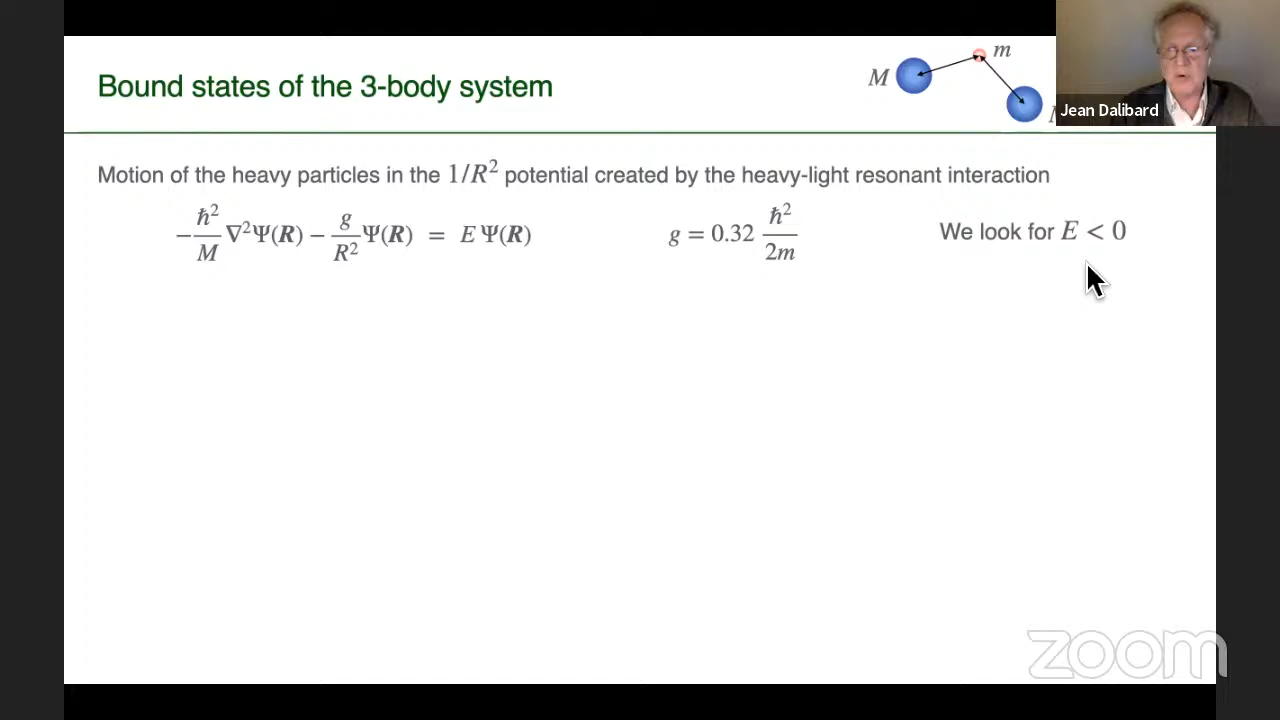 Bound states of the 3-body system
M
m
Jean Dalibard
Motion of the heavy particles in the 1/R² potential created by the heavy-light resonant interaction
−ħ²/M ∇²Ψ(R) − g/R² Ψ(R) = E Ψ(R)
g = 0.32 ħ²/2m
We look for E < 0
zoom